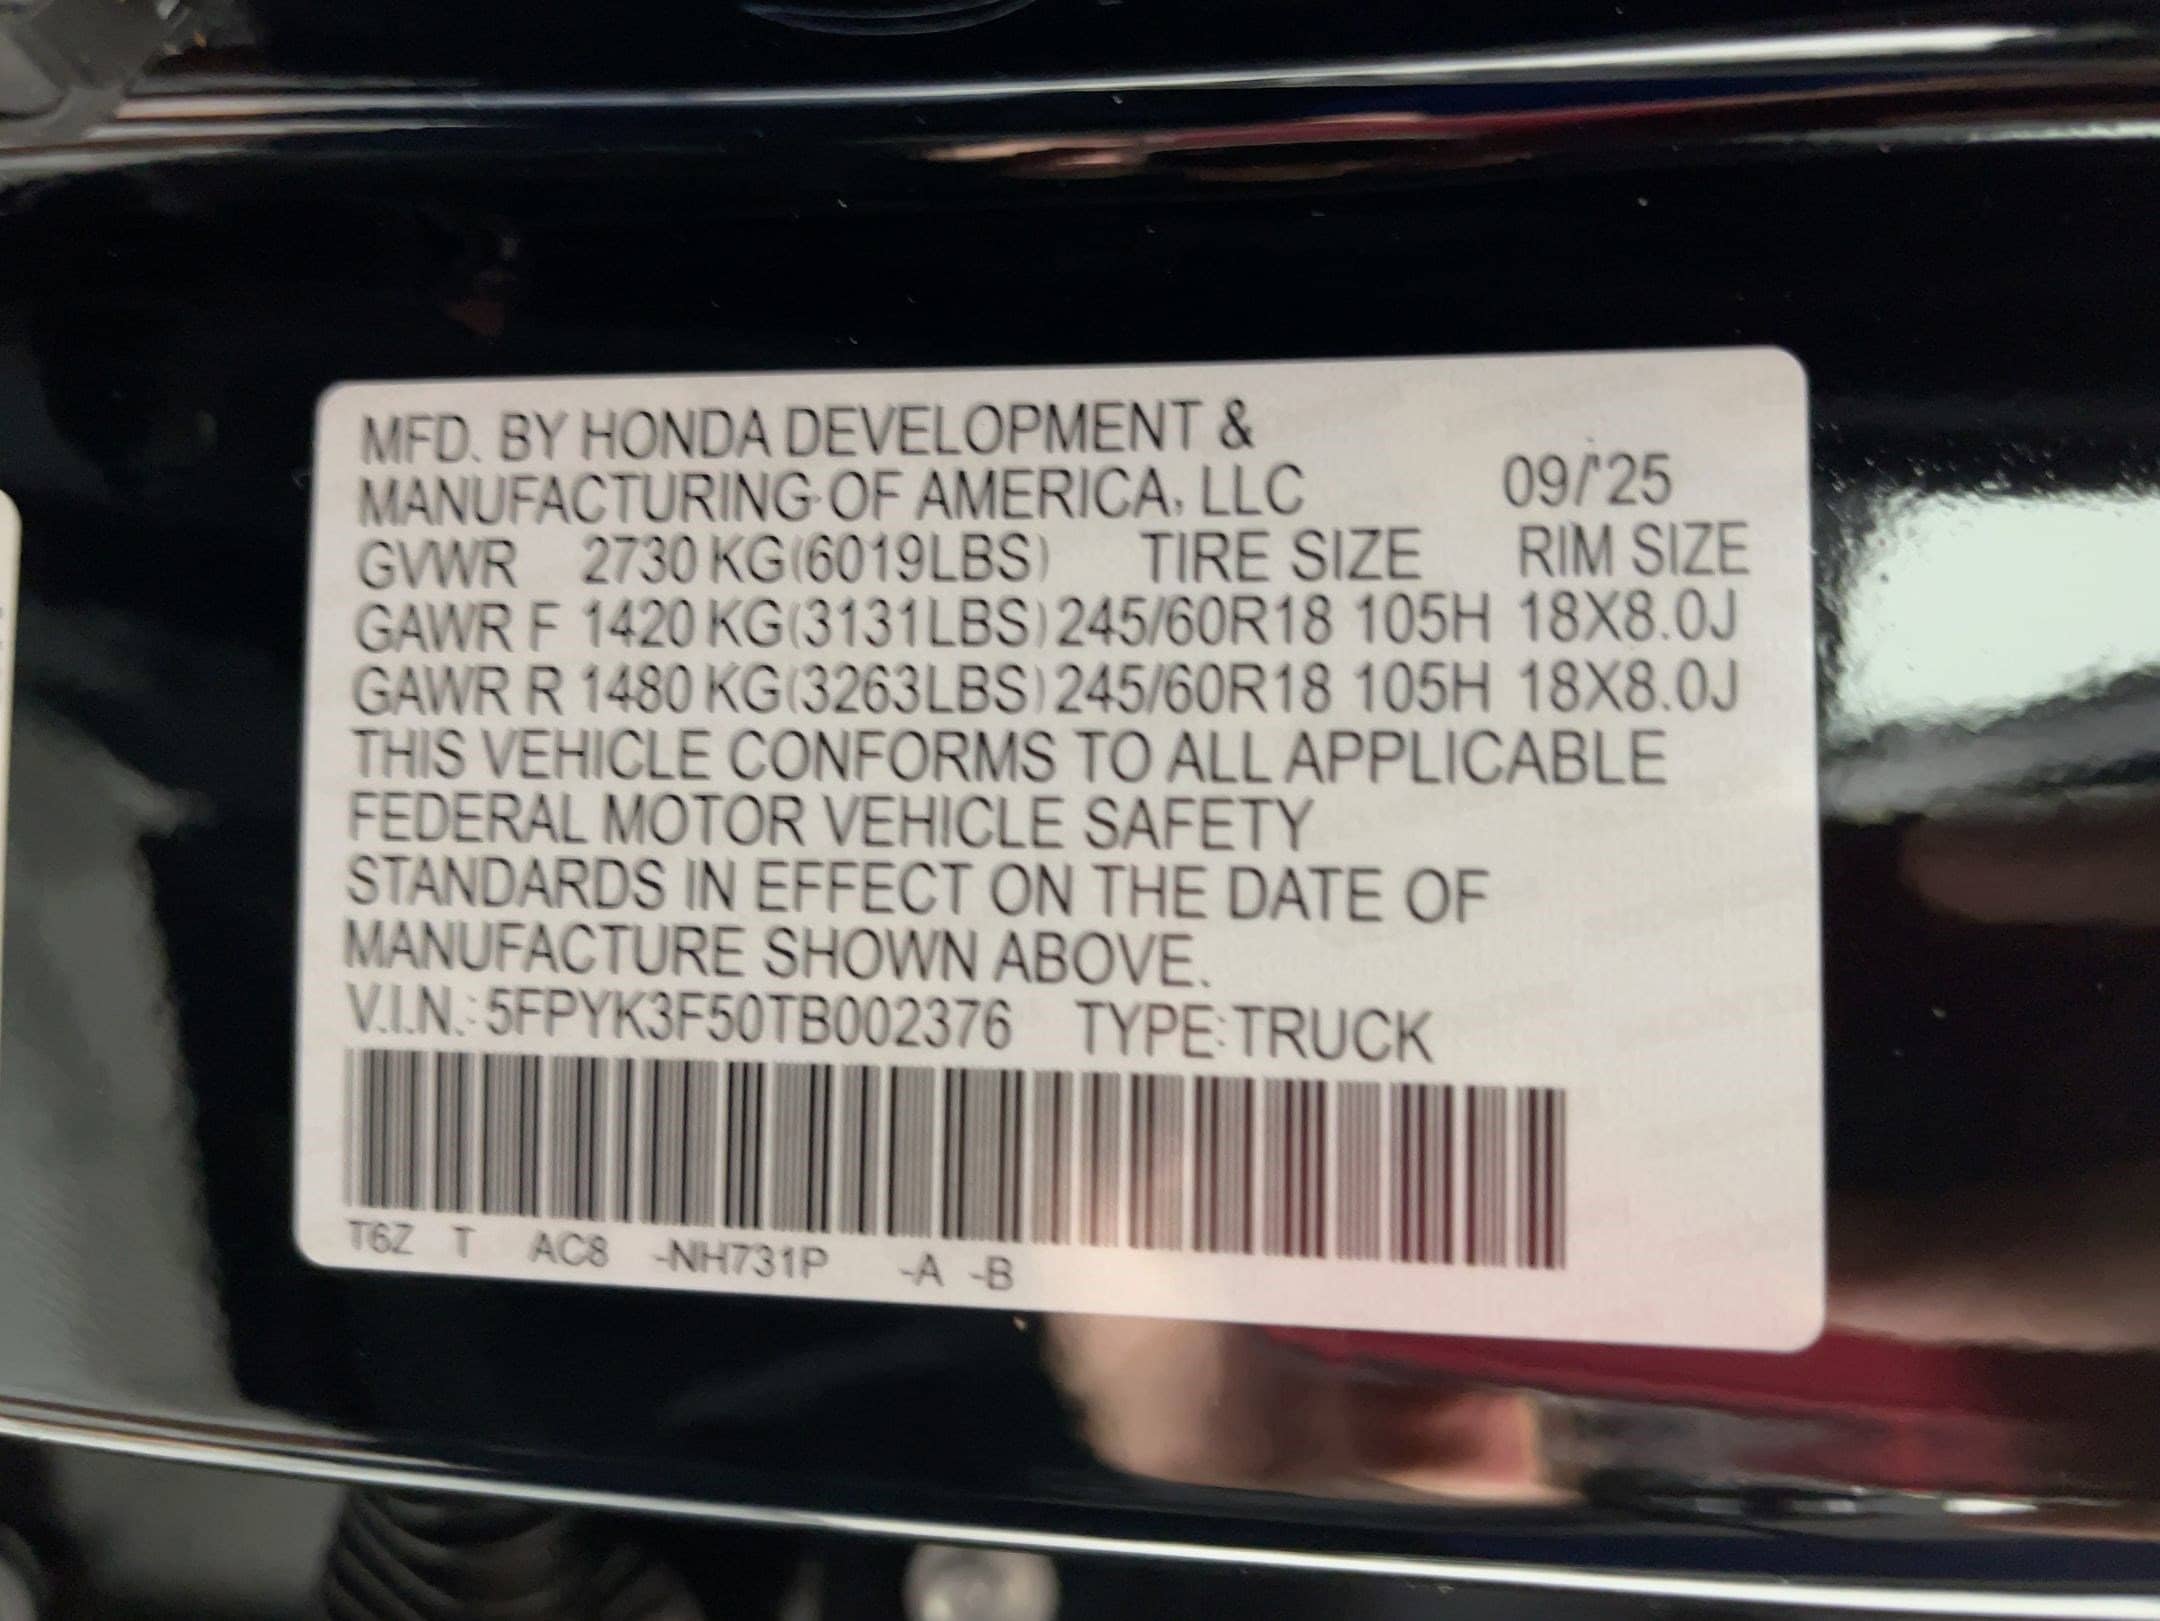 MFD. BY HONDA DEVELOPMENT &
MANUFACTURING OF AMERICA, LLC 09/'25
GVWR 2730 KG(6019LBS) TIRE SIZE RIM SIZE
GAWR F 1420 KG(3131LBS) 245/60R18 105H 18X8.0J
GAWR R 1480 KG(3263LBS) 245/60R18 105H 18X8.0J
THIS VEHICLE CONFORMS TO ALL APPLICABLE
FEDERAL MOTOR VEHICLE SAFETY
STANDARDS IN EFFECT ON THE DATE OF
MANUFACTURE SHOWN ABOVE.
V.I.N.: 5FPYK3F50TB002376 TYPE:TRUCK
T6Z T AC8 -NH731P -A -B